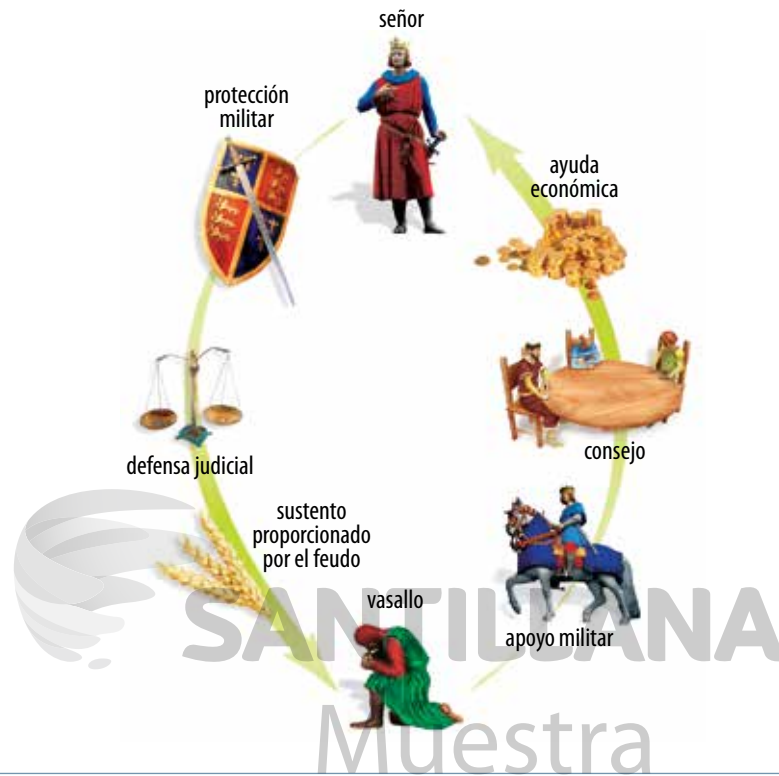 señor
protección
militar
ayuda
económica
consejo
defensa judicial
sustento
proporcionado
por el feudo
vasallo
apoyo militar
SANTILLANA
Muestra